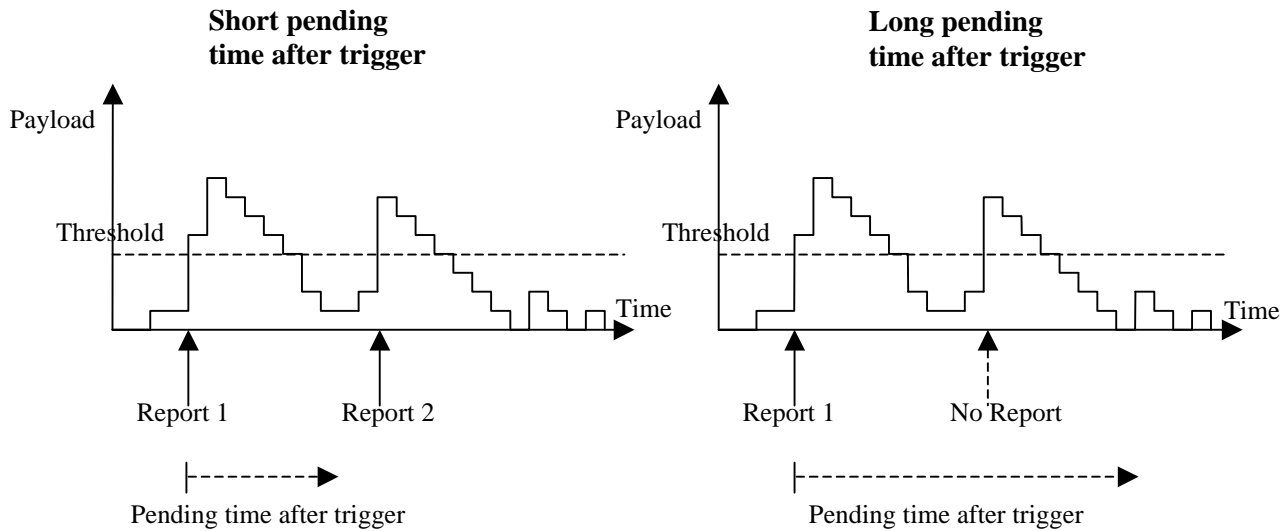 Short pending
time after trigger
Payload
Threshold
Time
Report 1
Report 2
Pending time after trigger
Long pending
time after trigger
Payload
Threshold
Time
Report 1
No Report
Pending time after trigger